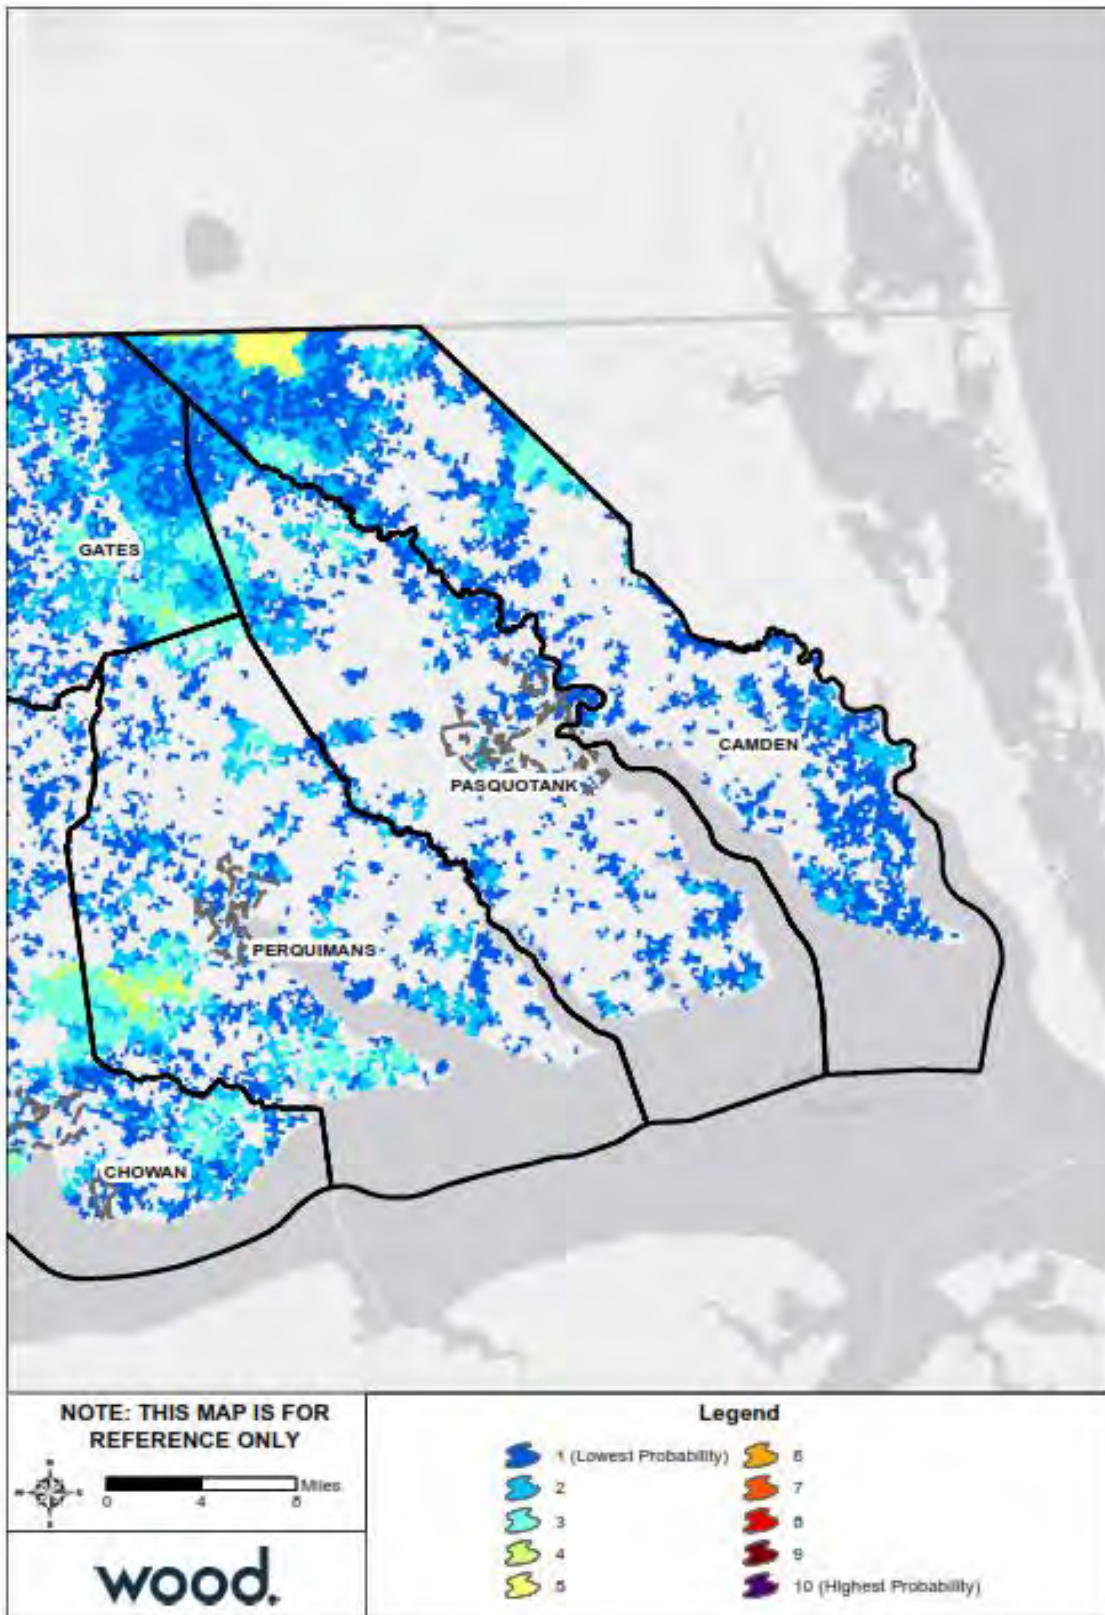 GATES
CAMDEN
PASQUOTANK
PERQUIMANS
CHOWAN
NOTE: THIS MAP IS FOR
REFERENCE ONLY
Miles
0 4 8
wood.
Legend
1 (Lowest Probability)
2
3
4
5
6
7
8
9
10 (Highest Probability)